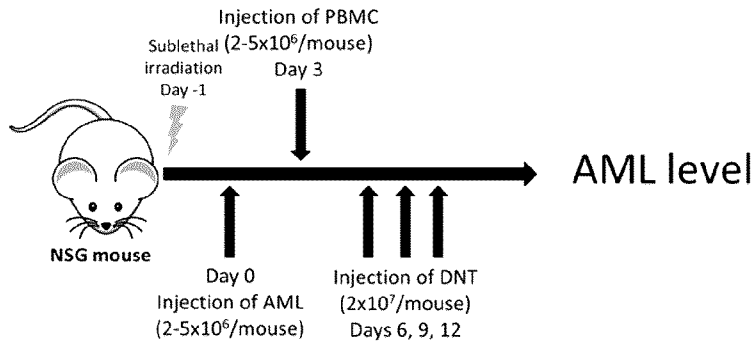 Injection of PBMC
(2-5x10⁶/mouse)
Day 3
Sublethal
irradiation
Day -1
AML level
NSG mouse
Day 0
Injection of AML
(2-5x10⁶/mouse)
Injection of DNT
(2x10⁷/mouse)
Days 6, 9, 12